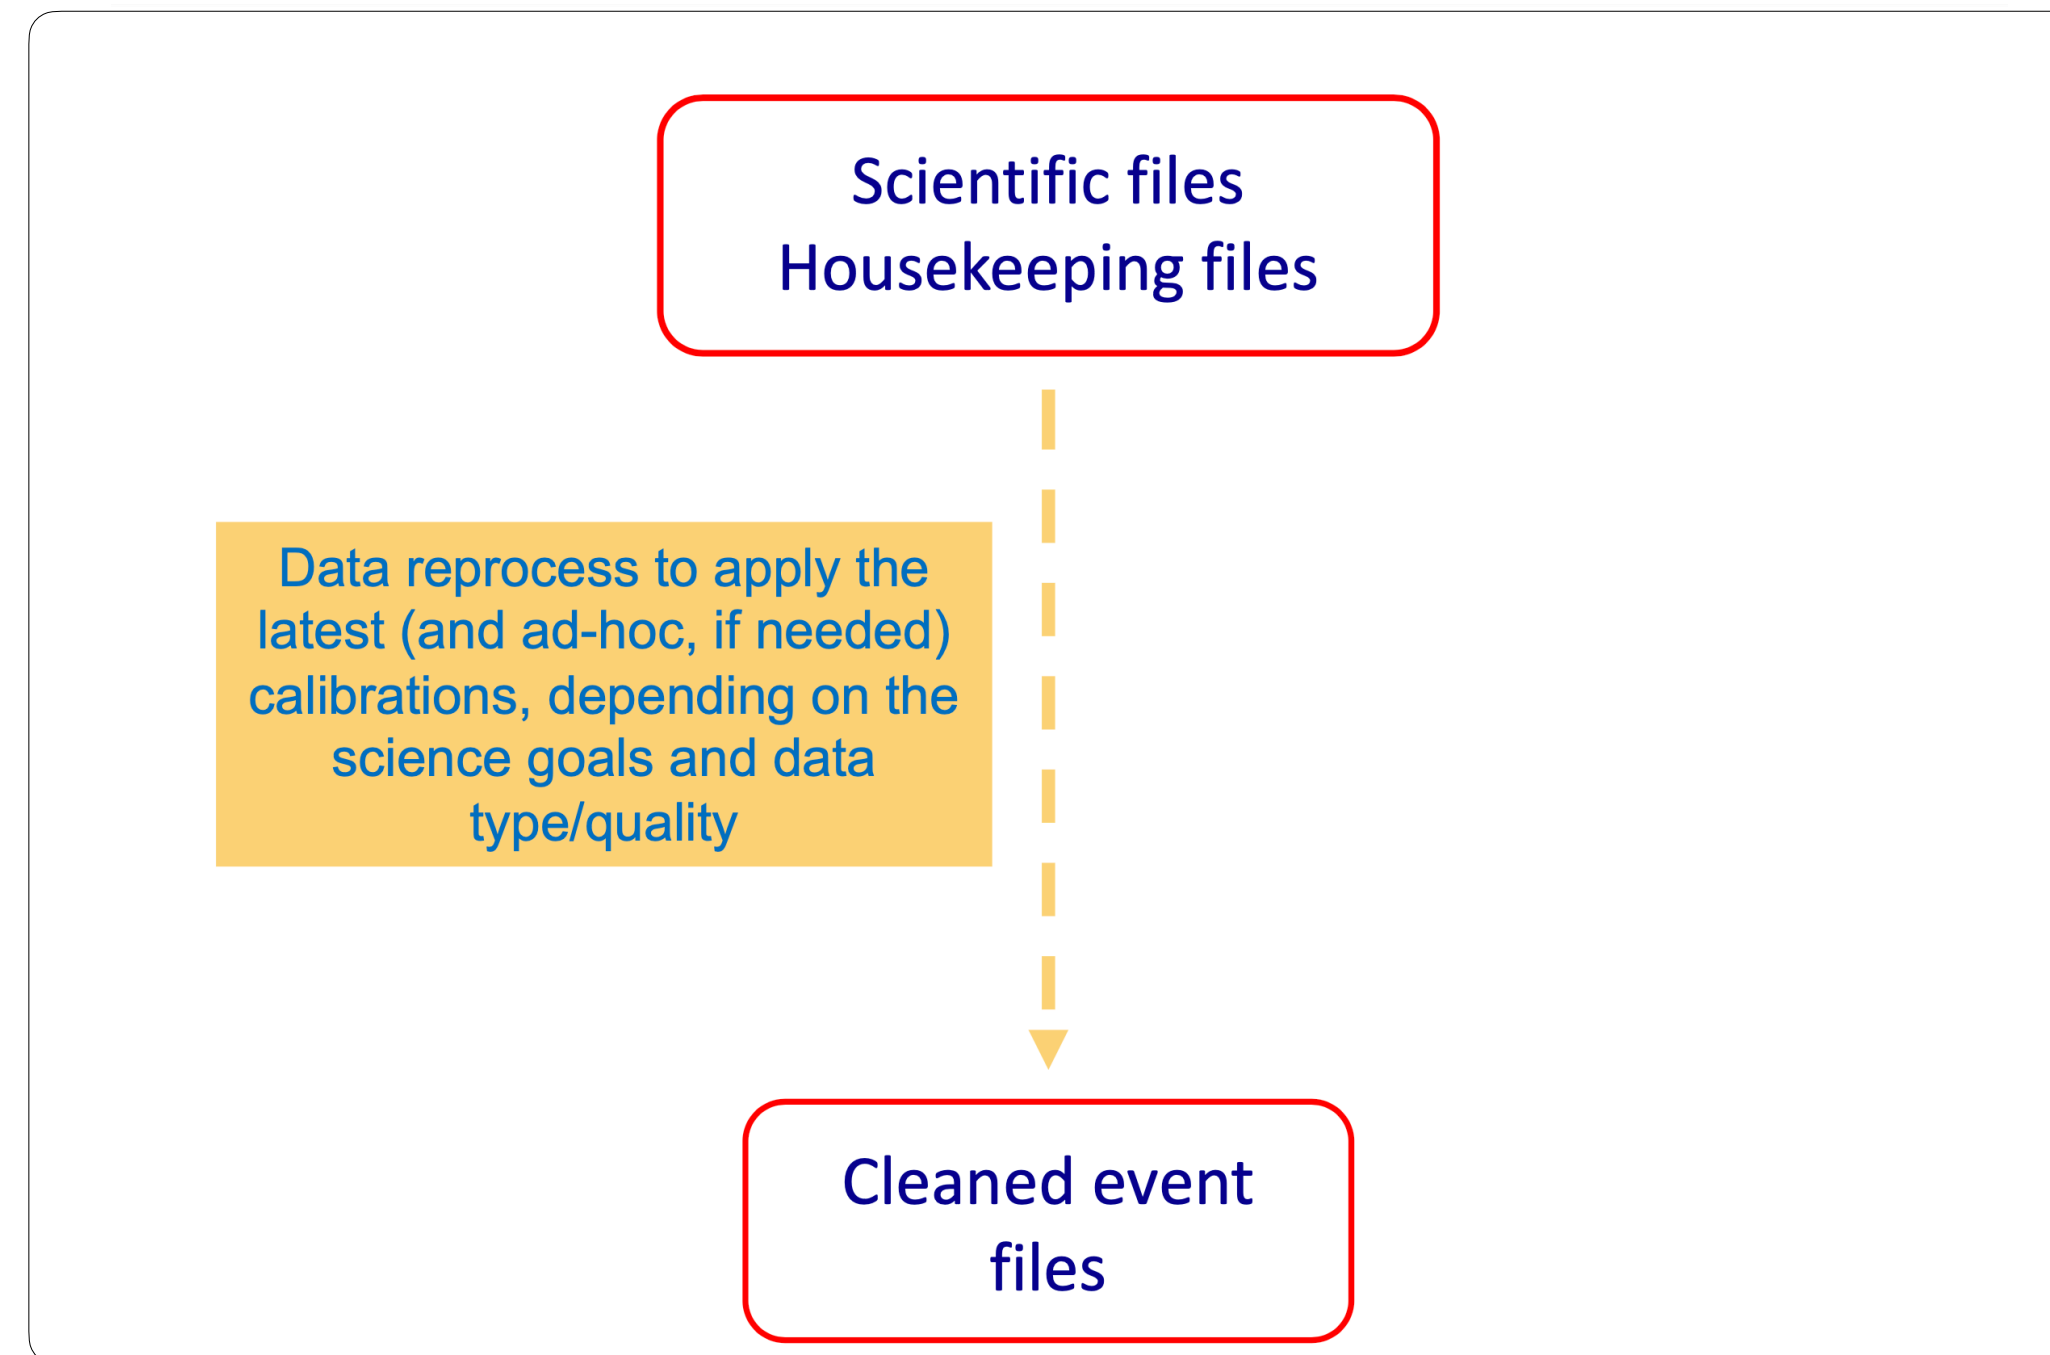 Scientific files
Housekeeping files
Data reprocess to apply the
latest (and ad-hoc, if needed)
calibrations, depending on the
science goals and data
type/quality
Cleaned event
files